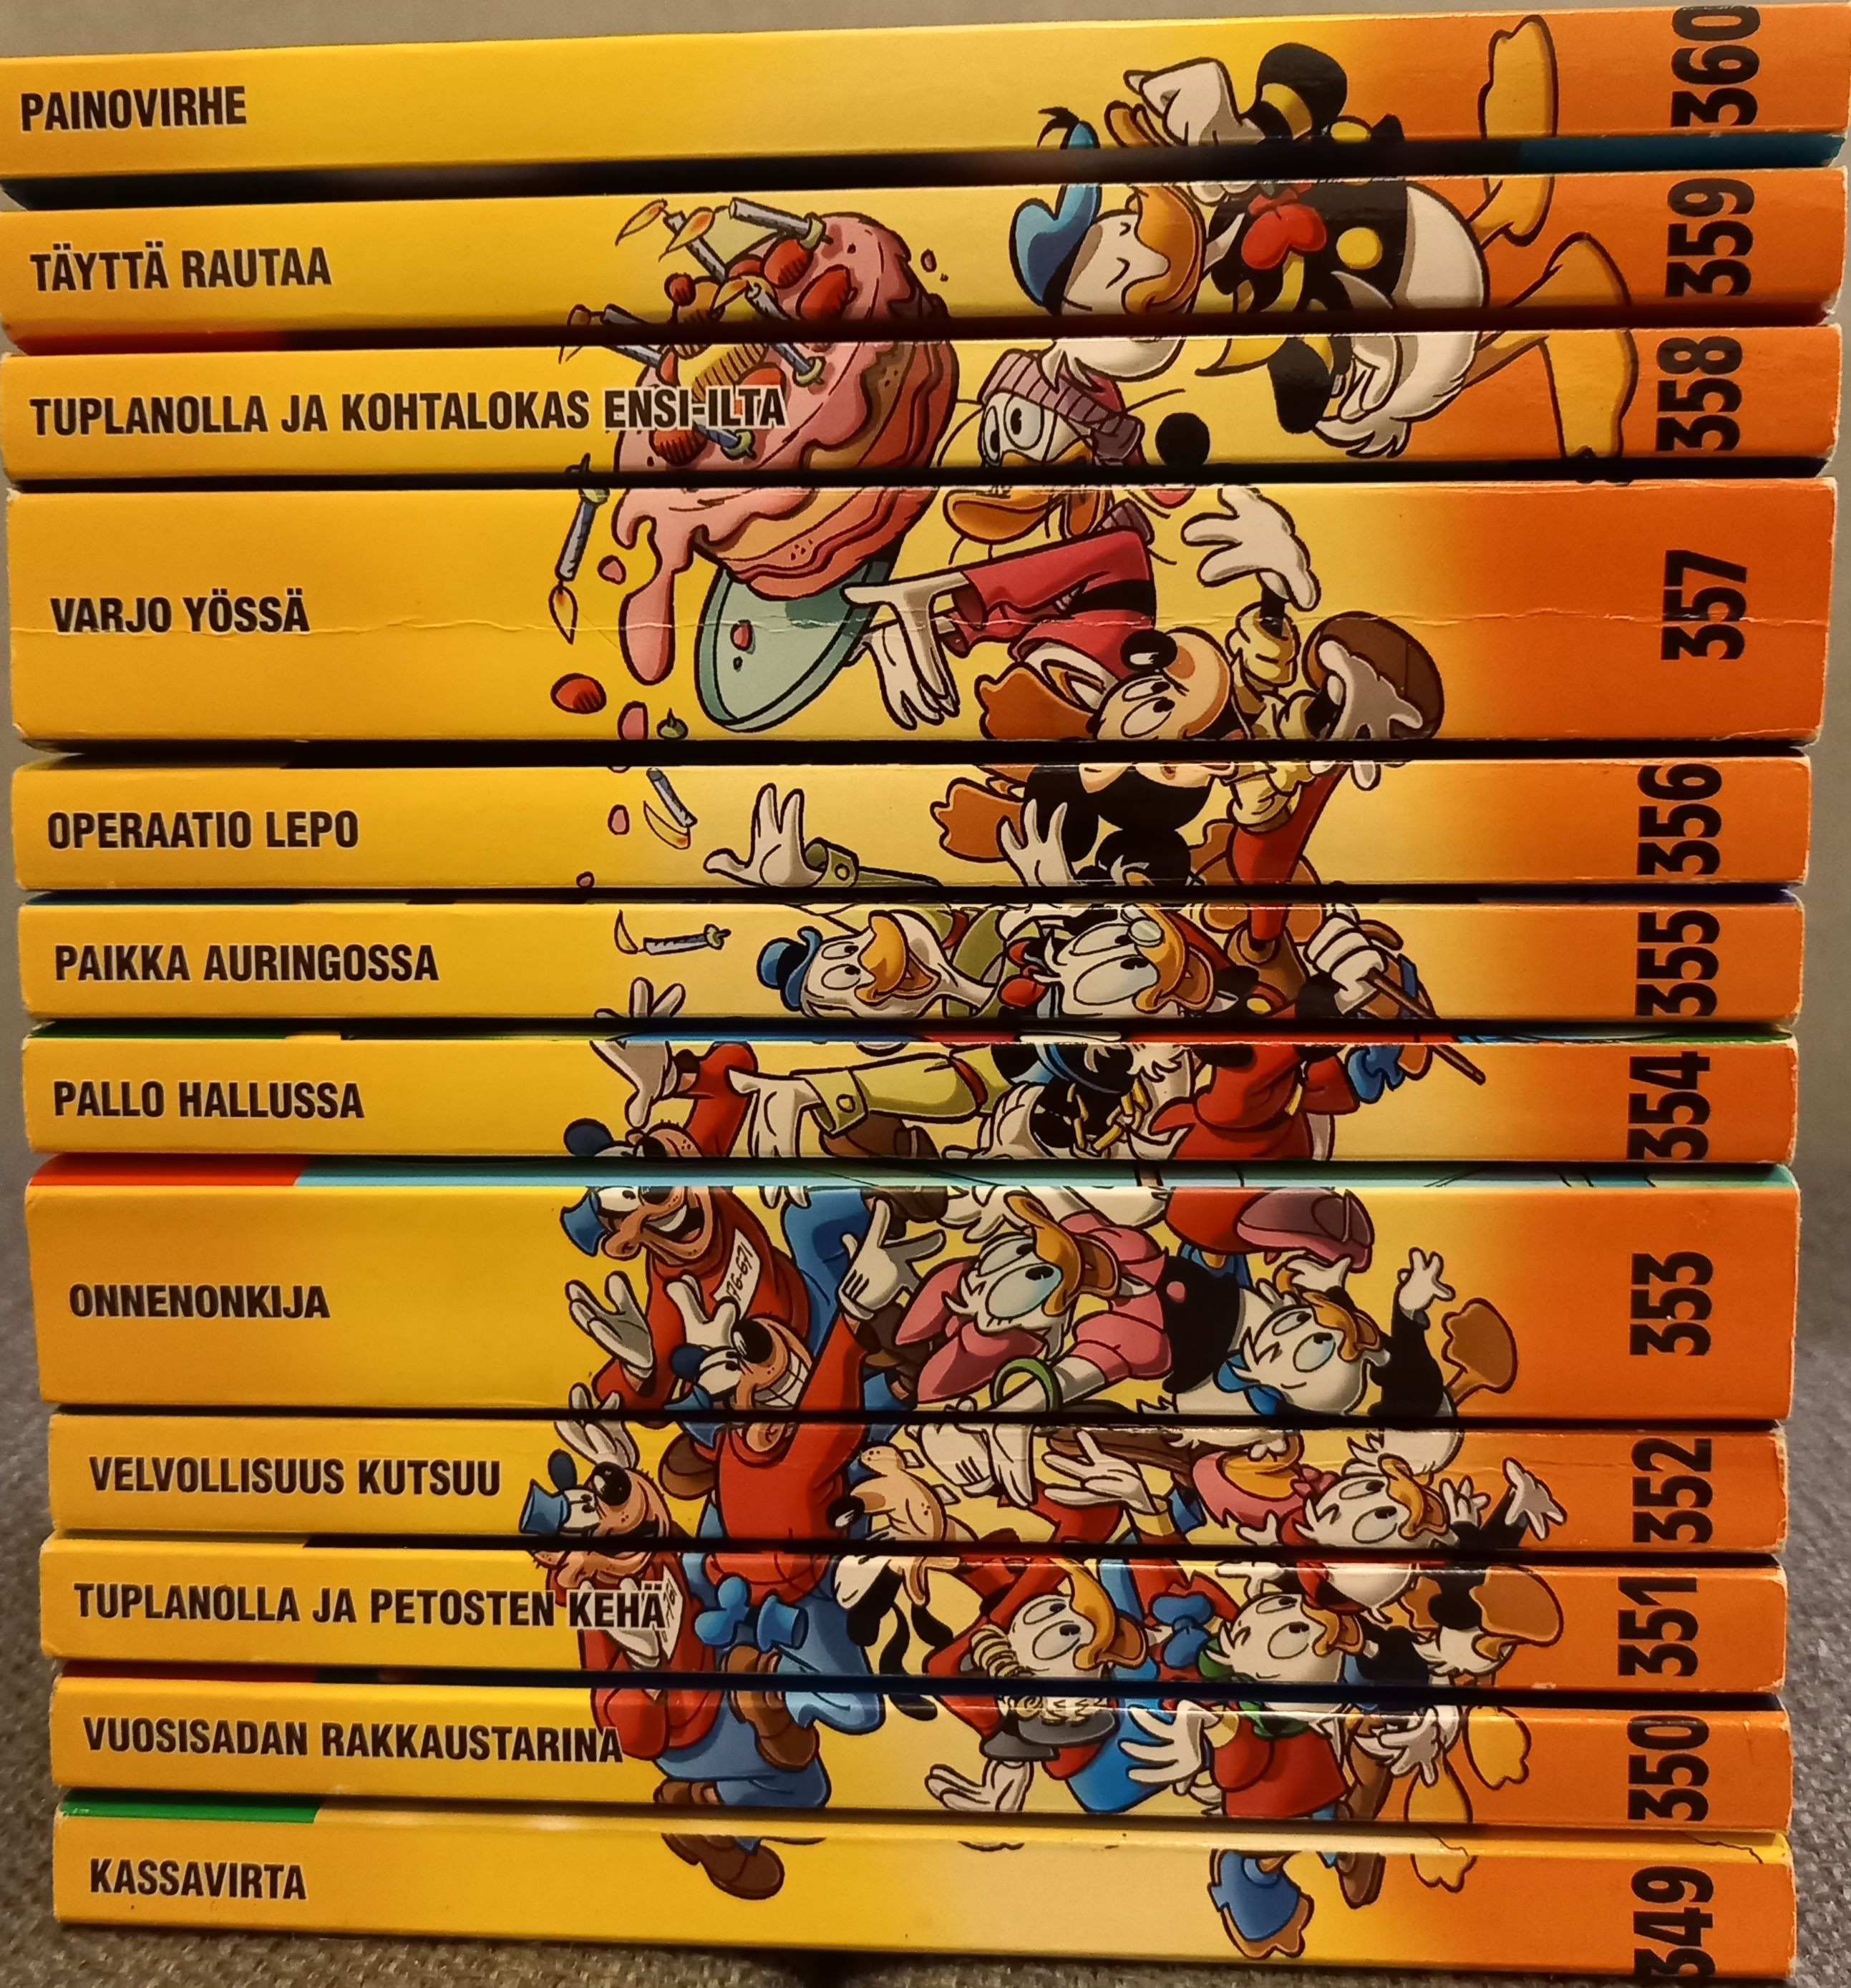 KASSAVIRTA
349
VUOSISADAN RAKKAUSTARINA
350
TUPLANOLLA JA PETOSTEN KEHÄ
351
VELVOLLISUUS KUTSUU
352
ONNENONKIJA
353
PALLO HALLUSSA
354
PAIKKA AURINGOSSA
355
OPERAATIO LEPO
356
VARJO YÖSSÄ
357
TUPLANOLLA JA KOHTALOKAS ENSI-ILTA
358
TÄYTTÄ RAUTAA
359
PAINOVIRHE
360
76-671